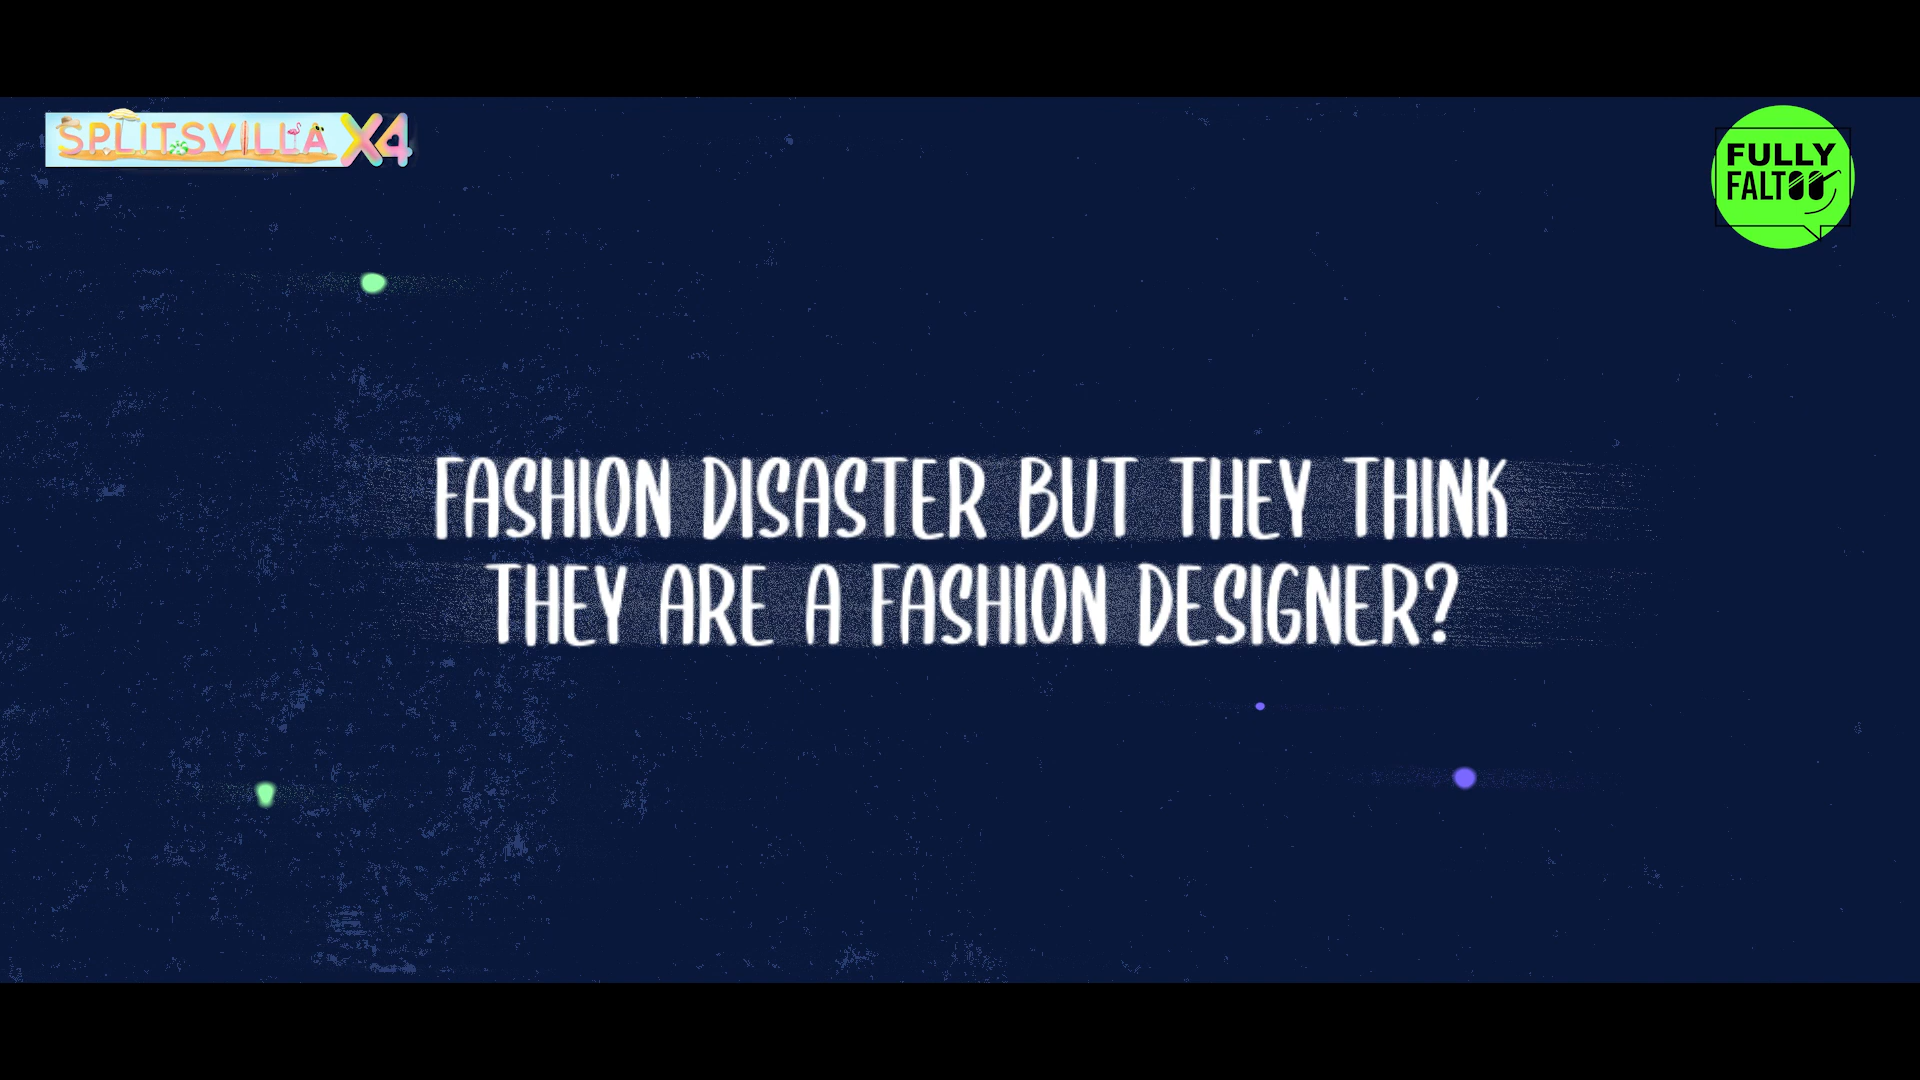 SPLITSVILLA X4
FULLY
FALTOO
FASHION DISASTER BUT THEY THINK
THEY ARE A FASHION DESIGNER?